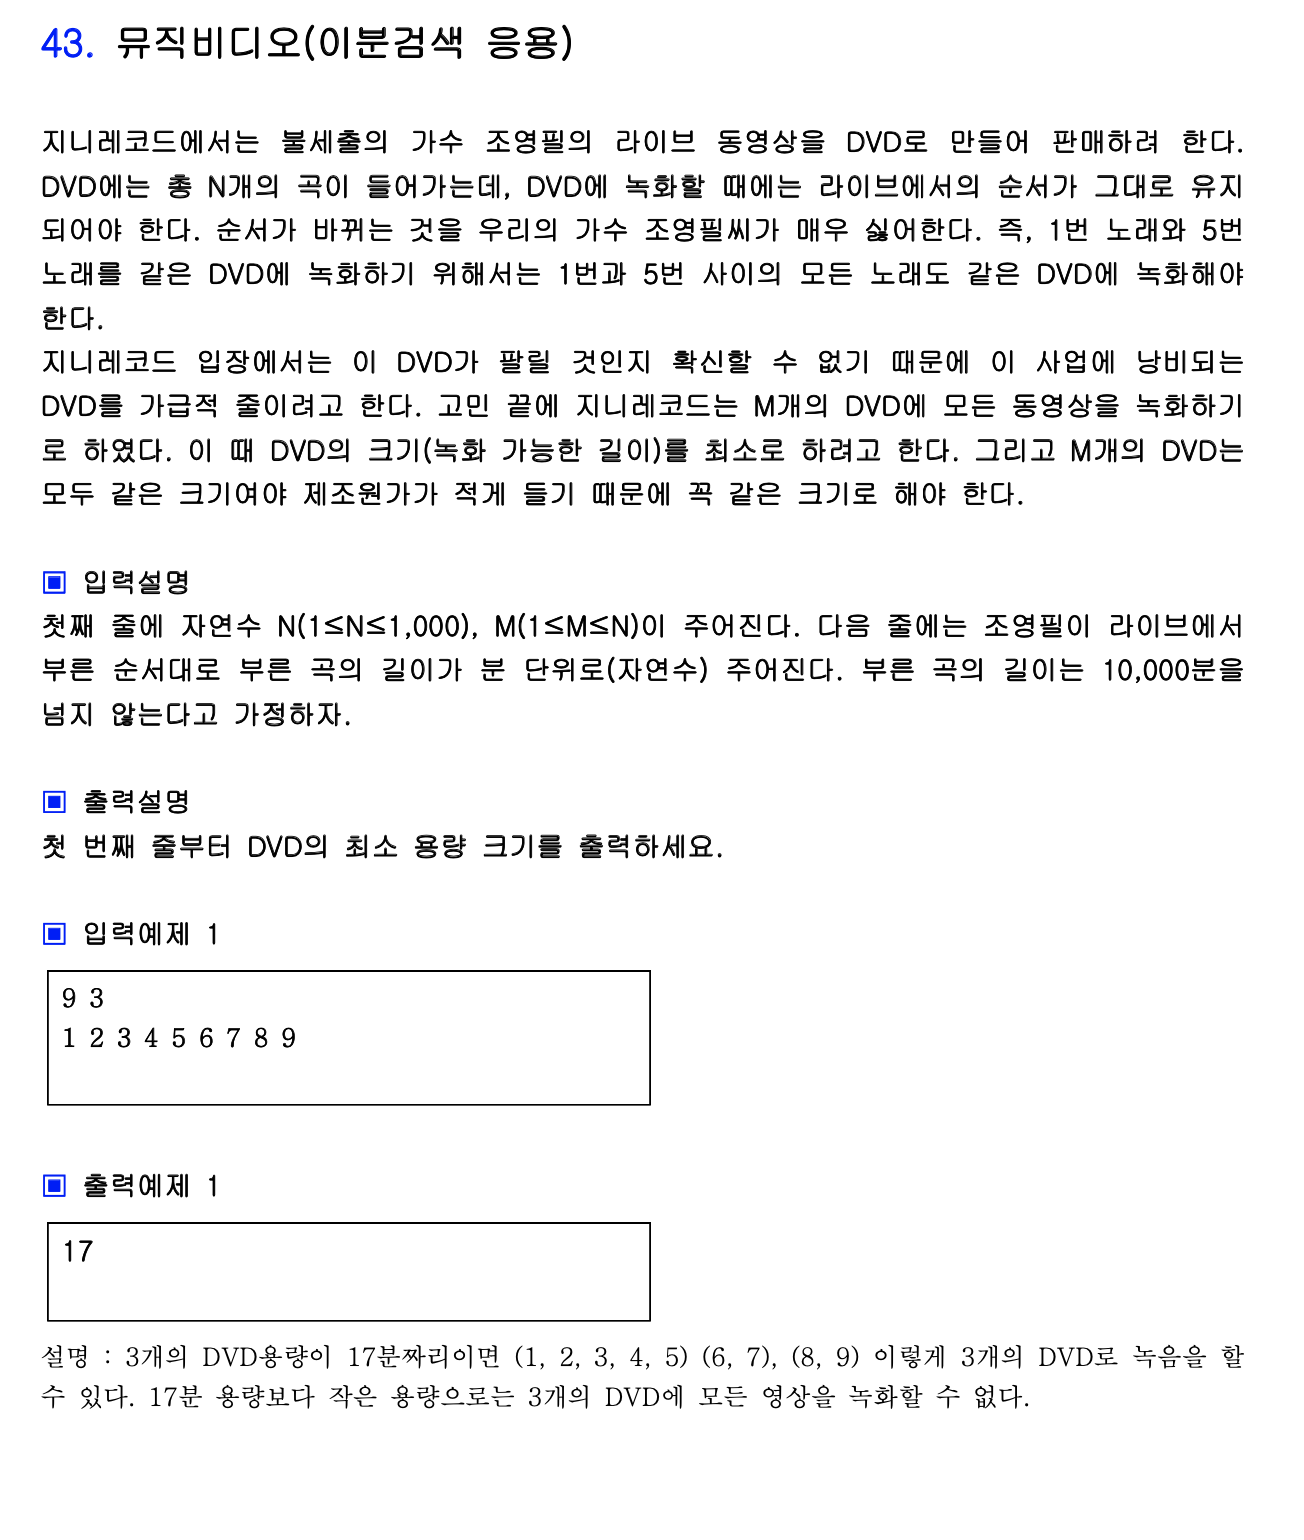 43. 뮤직비디오(이분검색 응용)
지니레코드에서는 불세출의 가수 조영필의 라이브 동영상을 DVD로 만들어 판매하려 한다.
DVD에는 총 N개의 곡이 들어가는데, DVD에 녹화할 때에는 라이브에서의 순서가 그대로 유지
되어야 한다. 순서가 바뀌는 것을 우리의 가수 조영필씨가 매우 싫어한다. 즉, 1번 노래와 5번
노래를 같은 DVD에 녹화하기 위해서는 1번과 5번 사이의 모든 노래도 같은 DVD에 녹화해야
한다.
지니레코드 입장에서는 이 DVD가 팔릴 것인지 확신할 수 없기 때문에 이 사업에 낭비되는
DVD를 가급적 줄이려고 한다. 고민 끝에 지니레코드는 M개의 DVD에 모든 동영상을 녹화하기
로 하였다. 이 때 DVD의 크기(녹화 가능한 길이)를 최소로 하려고 한다. 그리고 M개의 DVD는
모두 같은 크기여야 제조원가가 적게 들기 때문에 꼭 같은 크기로 해야 한다.
▣ 입력설명
첫째 줄에 자연수 N(1≤N≤1,000), M(1≤M≤N)이 주어진다. 다음 줄에는 조영필이 라이브에서
부른 순서대로 부른 곡의 길이가 분 단위로(자연수) 주어진다. 부른 곡의 길이는 10,000분을
넘지 않는다고 가정하자.
▣ 출력설명
첫 번째 줄부터 DVD의 최소 용량 크기를 출력하세요.
▣ 입력예제 1
9 3
1 2 3 4 5 6 7 8 9
▣ 출력예제 1
17
설명 : 3개의 DVD용량이 17분짜리이면 (1, 2, 3, 4, 5) (6, 7), (8, 9) 이렇게 3개의 DVD로 녹음을 할
수 있다. 17분 용량보다 작은 용량으로는 3개의 DVD에 모든 영상을 녹화할 수 없다.